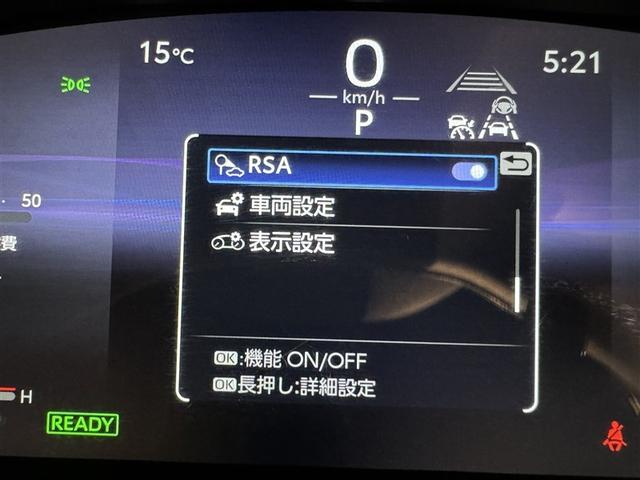 15℃
0
km/h
P
5:21
50
費
RSA
車両設定
表示設定
OK:機能 ON/OFF
OK長押し:詳細設定
H
READY